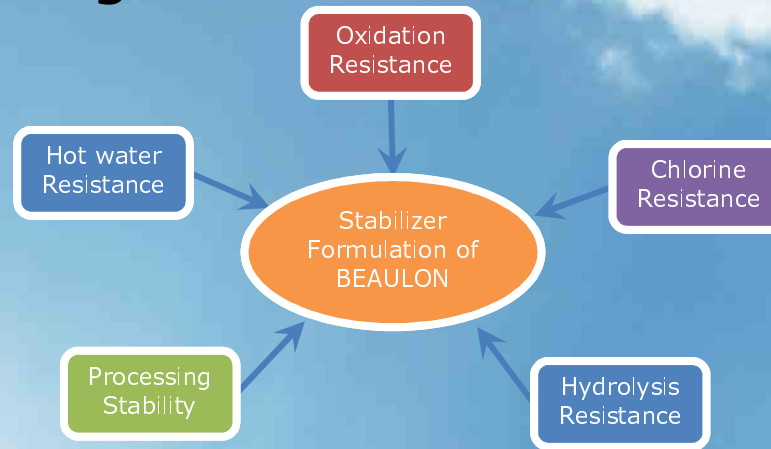 Oxidation
Resistance
Hot water
Resistance
Chlorine
Resistance
Stabilizer
Formulation of
BEAULON
Processing
Stability
Hydrolysis
Resistance